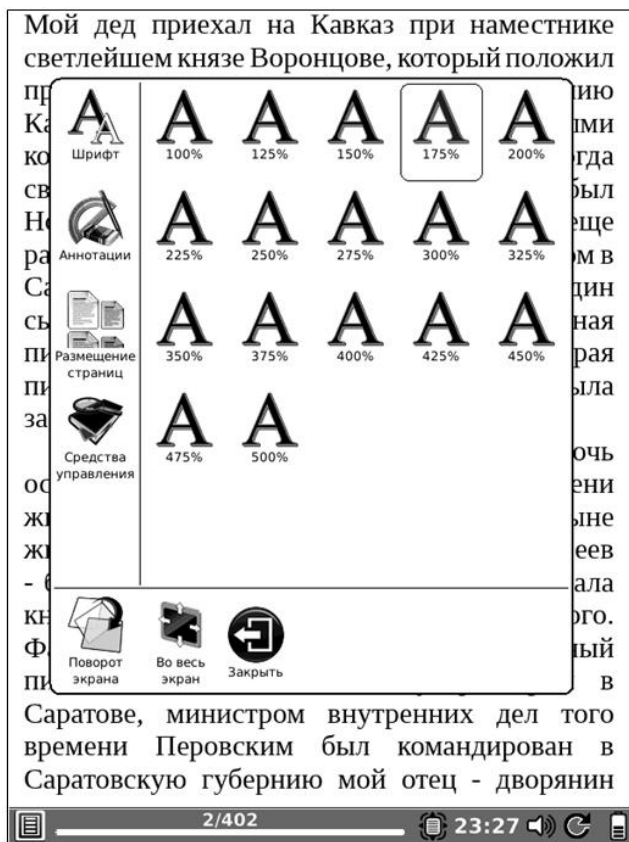 Мой дед приехал на Кавказ при наместнике
светлейшем князе Воронцове, который положил
Шрифт
100% 125% 150% 175% 200%
Аннотации
225% 250% 275% 300% 325%
в
Размещение
страниц
350% 375% 400% 425% 450%
Средства
управления
475% 500%
-
Поворот
экрана
Во весь
экран
Закрыть
в
Саратове, министром внутренних дел того
времени Перовским был командирован в
Саратовскую губернию мой отец - дворянин
2/402 23:27